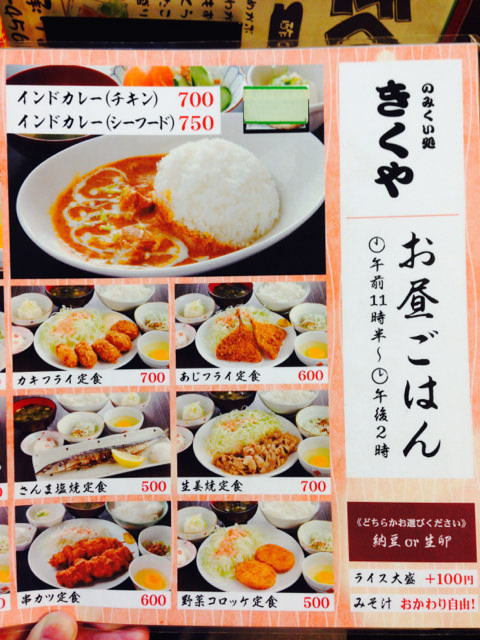 インドカレー(チキン) 700
インドカレー(シーフード) 750
のみくい処
きくや
お昼ごはん
午前11時半〜午後2時
カキフライ定食 700
あじフライ定食 600
さんま塩焼定食 500
生姜焼定食 700
串カツ定食 600
野菜コロッケ定食 500
《どちらかお選びください》
納豆or生卵
ライス大盛 +100円
みそ汁 おかわり自由!